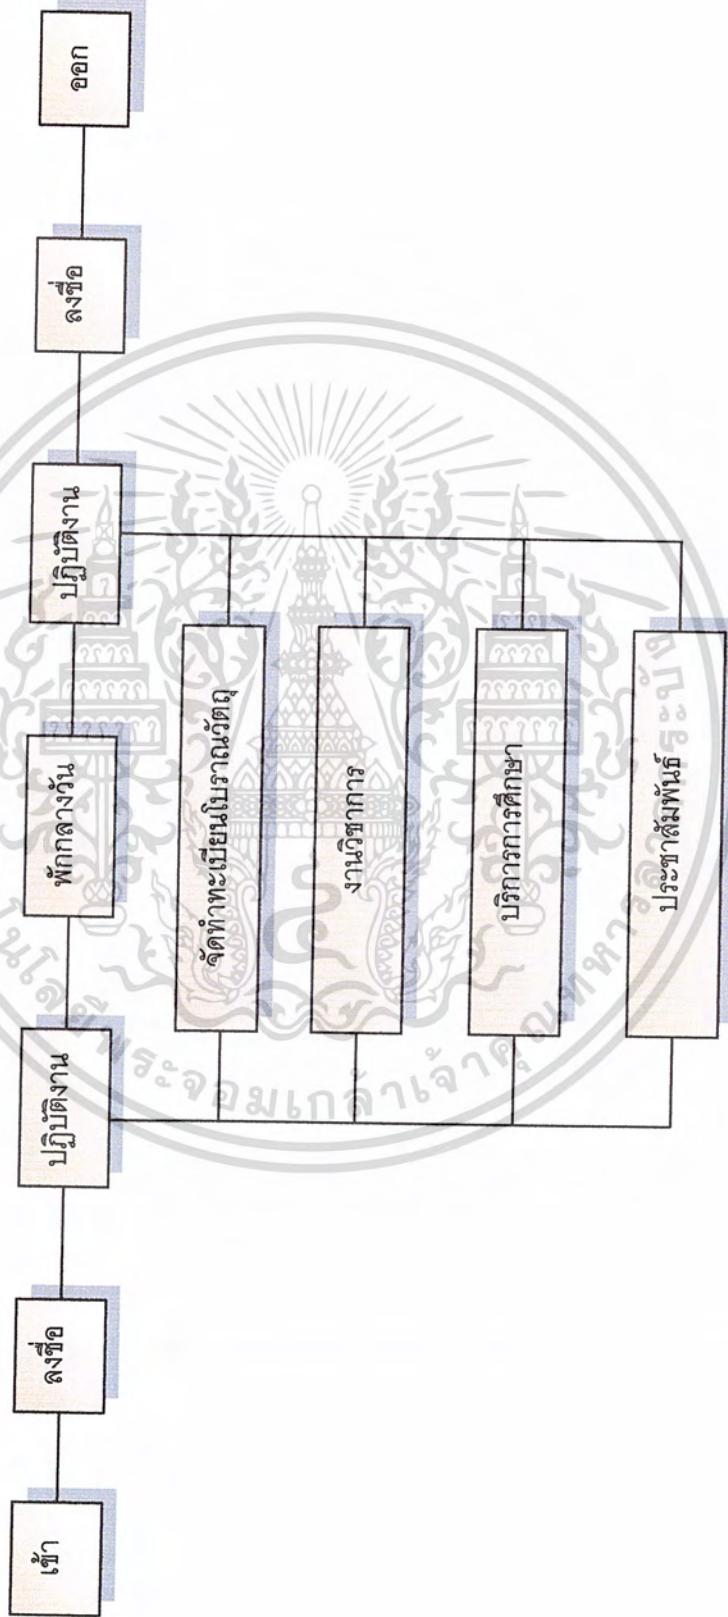 เข้า
ลงชื่อ
ปฏิบัติงาน
พักกลางวัน
ปฏิบัติงาน
ลงชื่อ
ออก
จัดทำทะเบียนโบราณวัตถุ
งานวิชาการ
บริการการศึกษา
ประชาสัมพันธ์